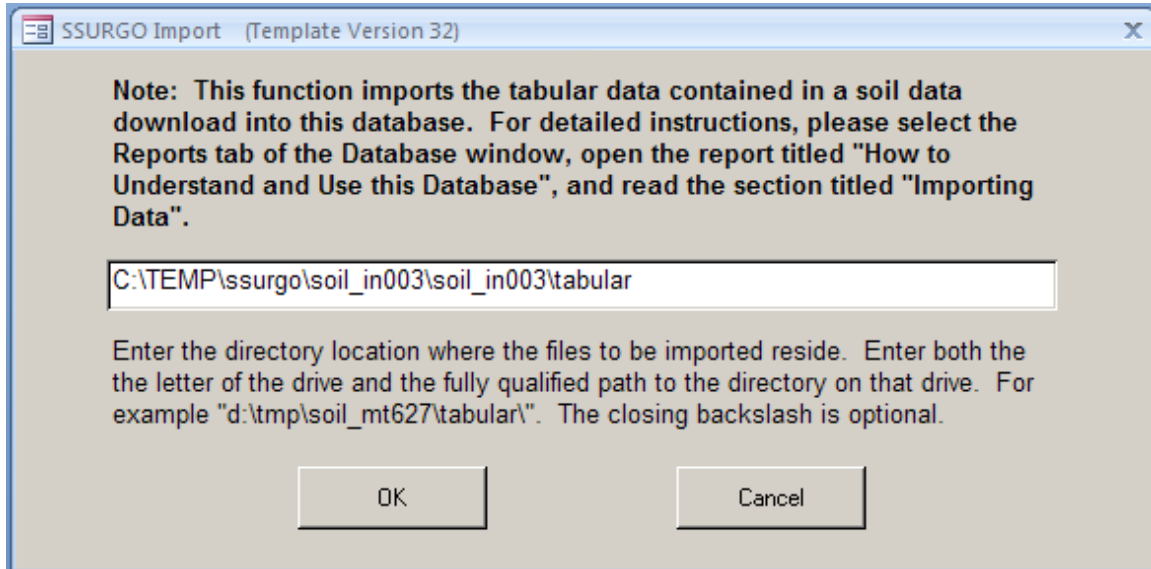 SSURGO Import (Template Version 32)
Note: This function imports the tabular data contained in a soil data
download into this database. For detailed instructions, please select the
Reports tab of the Database window, open the report titled "How to
Understand and Use this Database", and read the section titled "Importing
Data".
C:\TEMP\ssurgo\soil_in003\soil_in003\tabular
Enter the directory location where the files to be imported reside. Enter both the
the letter of the drive and the fully qualified path to the directory on that drive. For
example "d:\tmp\soil_mt627\tabular\". The closing backslash is optional.
OK Cancel